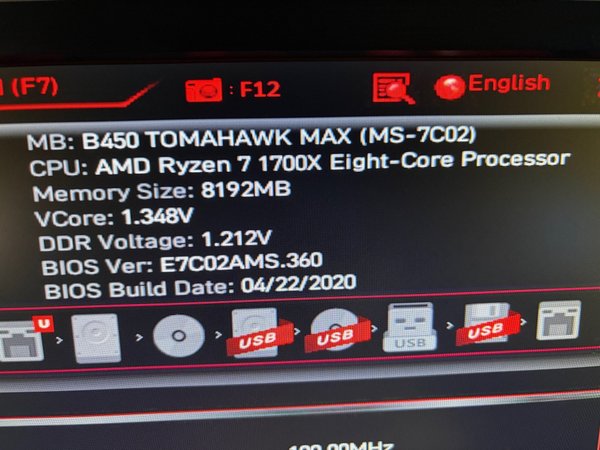 (F7)
: F12
English
MB: B450 TOMAHAWK MAX (MS-7C02)
CPU: AMD Ryzen 7 1700X Eight-Core Processor
Memory Size: 8192MB
VCore: 1.348V
DDR Voltage: 1.212V
BIOS Ver: E7C02AMS.360
BIOS Build Date: 04/22/2020
U
USB
USB
USB
USB